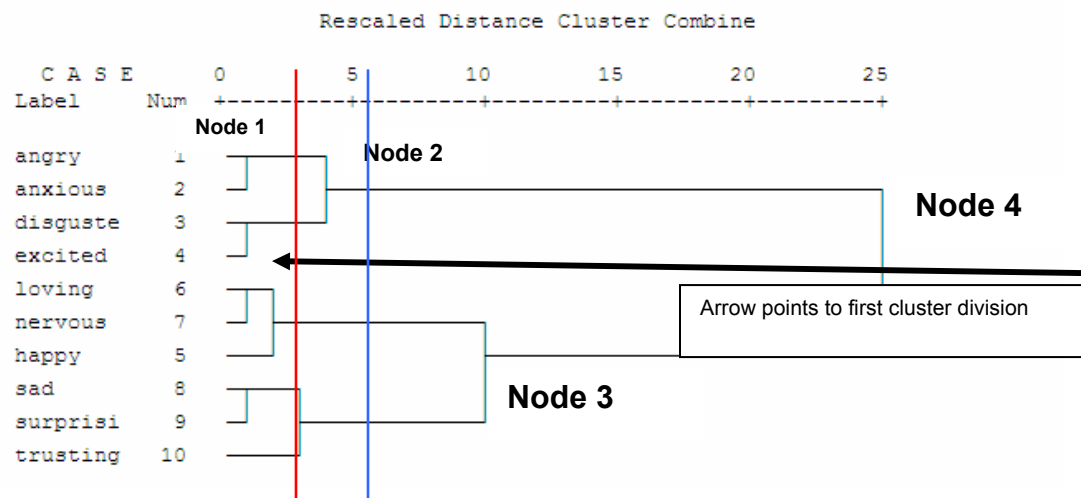 Rescaled Distance Cluster Combine
C A S E 0 5 10 15 20 25
Label Num +---------+---------+---------+---------+---------+
Node 1
angry 1
Node 2
anxious 2
Node 4
disguste 3
excited 4
loving 6
Arrow points to first cluster division
nervous 7
happy 5
sad 8
Node 3
surprisi 9
trusting 10